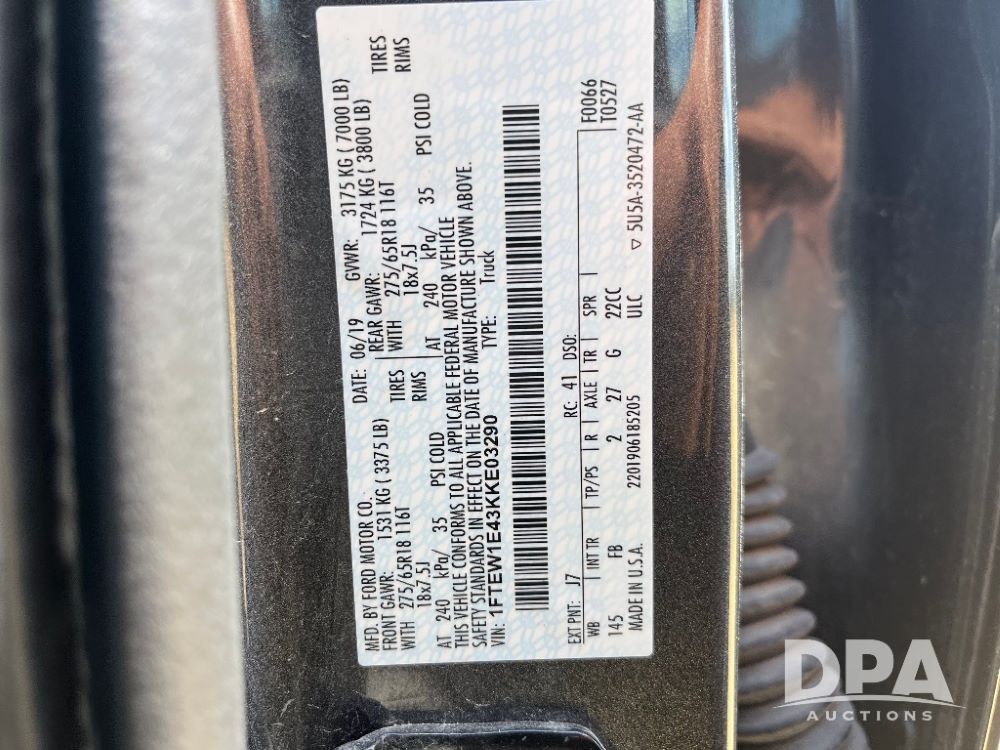 MFD. BY FORD MOTOR CO.
DATE: 06/19 GVWR: 3175 KG ( 7000 LB)
FRONT GAWR: 1531 KG ( 3375 LB) REAR GAWR: 1724 KG ( 3800 LB)
WITH 275/65R18 116T TIRES WITH 275/65R18 116T TIRES
18x7.5J RIMS 18x7.5J RIMS
AT 240 kPa/ 35 PSI COLD AT 240 kPa/ 35 PSI COLD
THIS VEHICLE CONFORMS TO ALL APPLICABLE FEDERAL MOTOR VEHICLE
SAFETY STANDARDS IN EFFECT ON THE DATE OF MANUFACTURE SHOWN ABOVE.
VIN: 1FTEW1E43KKE03290 TYPE: Truck
EXT PNT: J7 RC: 41 DSO: F0066
WB INT TR TP/PS R AXLE TR SPR T0527
145 FB 2 27 G 22CC
MADE IN U.S.A. 2201906185205 ULC ▽ 5U5A-3520472-AA
DPA
AUCTIONS